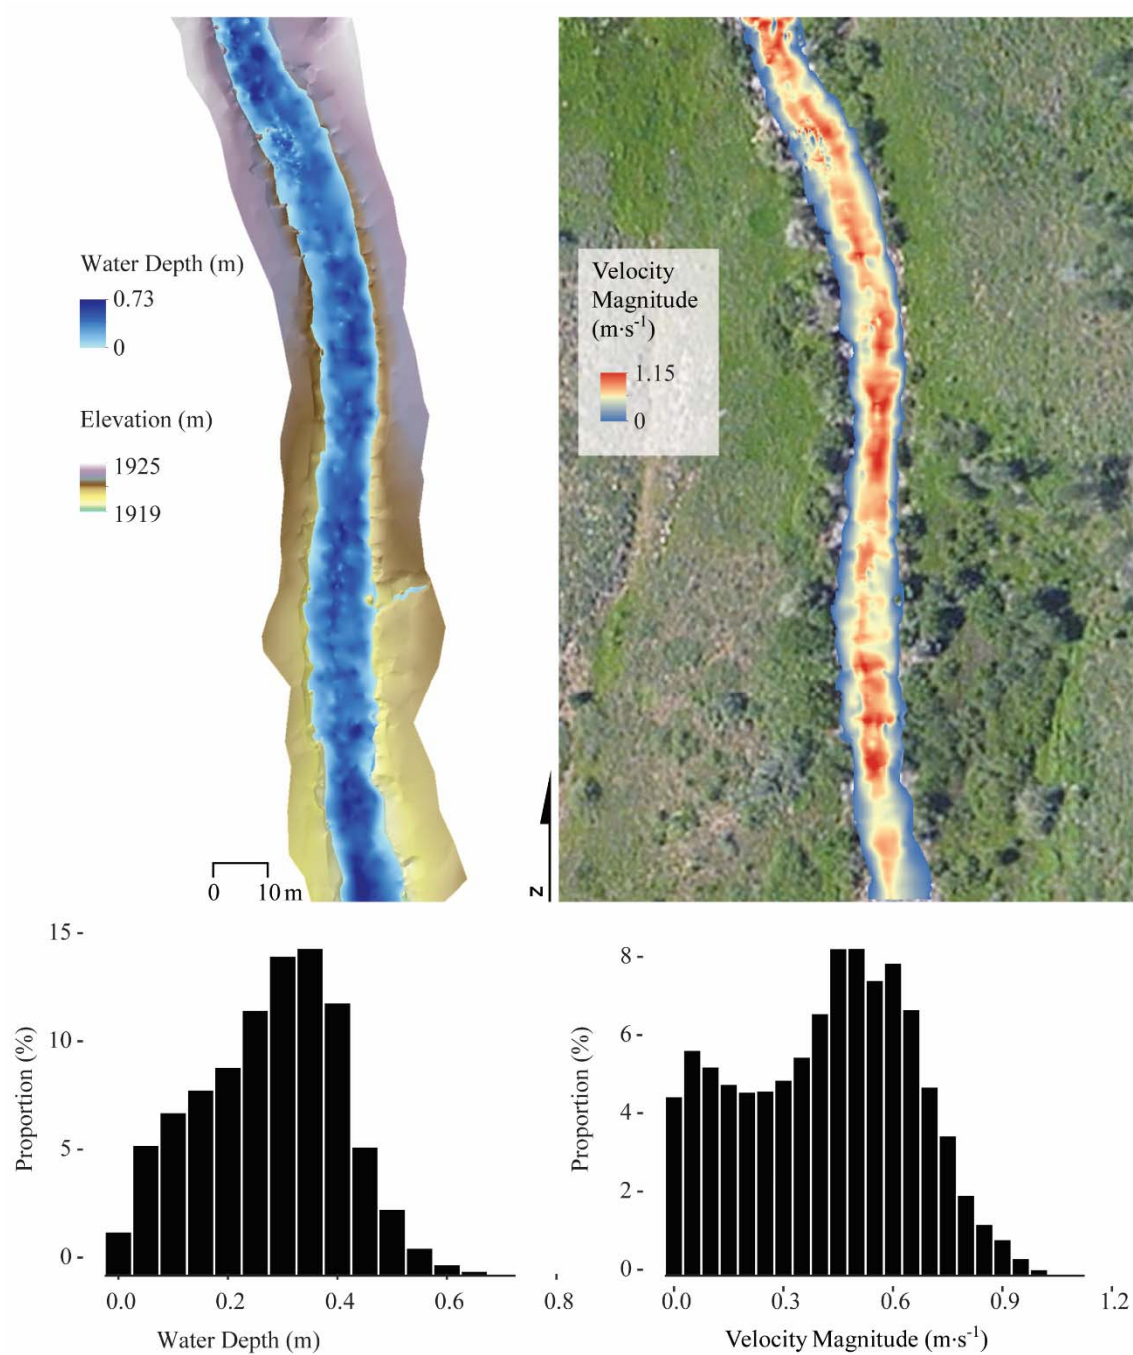 Water Depth (m)
0.73
0
Elevation (m)
1925
1919
0 10 m
N
Velocity
Magnitude
(m·s⁻¹)
1.15
0
15 -
10 -
5 -
0 -
Proportion (%)
0.0 0.2 0.4 0.6 0.8
Water Depth (m)
8 -
6 -
4 -
2 -
0 -
Proportion (%)
0.0 0.3 0.6 0.9 1.2
Velocity Magnitude (m·s⁻¹)